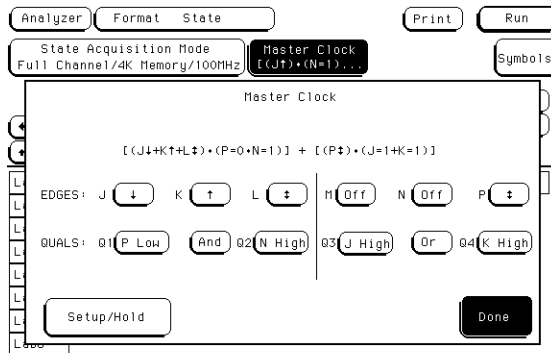 Analyzer Format State Print Run
State Acquisition Mode
Full Channel/4K Memory/100MHz
Master Clock
[(J↑)•(N=1)...
Symbols
Master Clock
[(J↓+K↑+L↕)•(P=0•N=1)] + [(P↕)•(J=1+K=1)]
EDGES: J ↓ K ↑ L ↕ M Off N Off P ↕
QUALS: Q1 P Low And Q2 N High Q3 J High Or Q4 K High
Setup/Hold Done